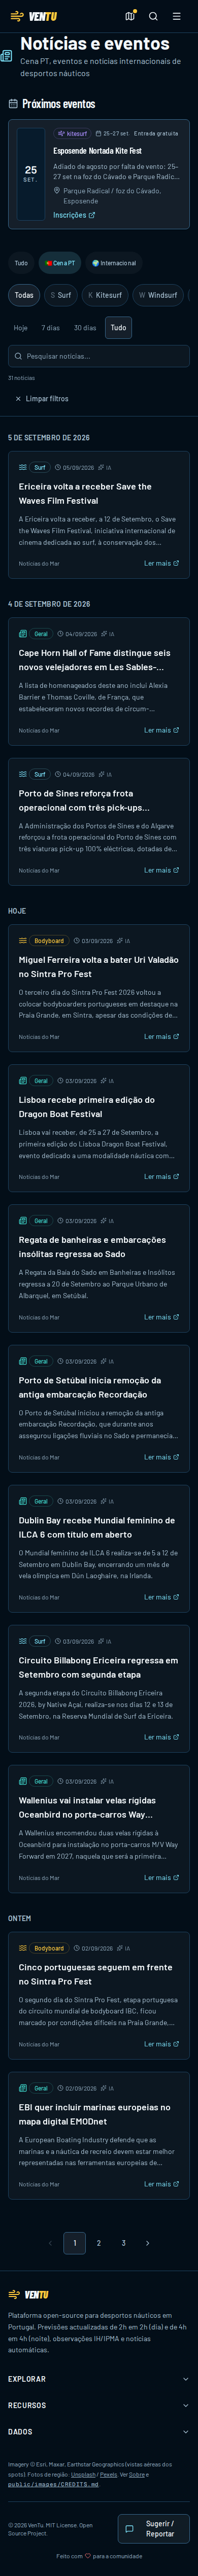 VENTU
Notícias e eventos
Cena PT, eventos e notícias internacionais de
desportos náuticos
Próximos eventos
25
SET.
kitesurf
25–27 set.
Entrada gratuita
Esposende Nortada Kite Fest
Adiado de agosto por falta de vento: 25–
27 set na foz do Cávado e Parque Radic...
Parque Radical / foz do Cávado,
Esposende
Inscrições
Tudo
Cena PT
Internacional
Todas
S Surf
K Kitesurf
W Windsurf
Hoje
7 dias
30 dias
Tudo
Pesquisar notícias...
31 notícias
Limpar filtros
5 DE SETEMBRO DE 2026
Surf
05/09/2026
IA
Ericeira volta a receber Save the
Waves Film Festival
A Ericeira volta a receber, a 12 de Setembro, o Save
the Waves Film Festival, iniciativa internacional de
cinema dedicada ao surf, à conservação dos...
Notícias do Mar
Ler mais
4 DE SETEMBRO DE 2026
Geral
04/09/2026
IA
Cape Horn Hall of Fame distingue seis
novos velejadores em Les Sables-...
A lista de homenageados deste ano inclui Alexia
Barrier e Thomas Coville, de França, que
estabeleceram novos recordes de circum-...
Notícias do Mar
Ler mais
Surf
04/09/2026
IA
Porto de Sines reforça frota
operacional com três pick-ups...
A Administração dos Portos de Sines e do Algarve
reforçou a frota operacional do Porto de Sines com
três viaturas pick-up 100% eléctricas, dotadas de...
Notícias do Mar
Ler mais
HOJE
Bodyboard
03/09/2026
IA
Miguel Ferreira volta a bater Uri Valadão
no Sintra Pro Fest
O terceiro dia do Sintra Pro Fest 2026 voltou a
colocar bodyboarders portugueses em destaque na
Praia Grande, em Sintra, apesar das condições de...
Notícias do Mar
Ler mais
Geral
03/09/2026
IA
Lisboa recebe primeira edição do
Dragon Boat Festival
Lisboa vai receber, de 25 a 27 de Setembro, a
primeira edição do Lisboa Dragon Boat Festival,
evento dedicado a uma modalidade náutica com...
Notícias do Mar
Ler mais
Geral
03/09/2026
IA
Regata de banheiras e embarcações
insólitas regressa ao Sado
A Regata da Baía do Sado em Banheiras e Insólitos
regressa a 20 de Setembro ao Parque Urbano de
Albarquel, em Setúbal.
Notícias do Mar
Ler mais
Geral
03/09/2026
IA
Porto de Setúbal inicia remoção da
antiga embarcação Recordação
O Porto de Setúbal iniciou a remoção da antiga
embarcação Recordação, que durante anos
assegurou ligações fluviais no Sado e permanecia...
Notícias do Mar
Ler mais
Geral
03/09/2026
IA
Dublin Bay recebe Mundial feminino de
ILCA 6 com título em aberto
O Mundial feminino de ILCA 6 realiza-se de 5 a 12 de
Setembro em Dublin Bay, encerrando um mês de
vela olímpica em Dún Laoghaire, na Irlanda.
Notícias do Mar
Ler mais
Surf
03/09/2026
IA
Circuito Billabong Ericeira regressa em
Setembro com segunda etapa
A segunda etapa do Circuito Billabong Ericeira
2026, by Native Açaí, realiza-se nos dias 12 e 13 de
Setembro, na Reserva Mundial de Surf da Ericeira.
Notícias do Mar
Ler mais
Geral
03/09/2026
IA
Wallenius vai instalar velas rígidas
Oceanbird no porta-carros Way...
A Wallenius encomendou duas velas rígidas à
Oceanbird para instalação no porta-carros M/V Way
Forward em 2027, naquela que será a primeira...
Notícias do Mar
Ler mais
ONTEM
Bodyboard
02/09/2026
IA
Cinco portuguesas seguem em frente
no Sintra Pro Fest
O segundo dia do Sintra Pro Fest, etapa portuguesa
do circuito mundial de bodyboard IBC, ficou
marcado por condições difíceis na Praia Grande,...
Notícias do Mar
Ler mais
Geral
02/09/2026
IA
EBI quer incluir marinas europeias no
mapa digital EMODnet
A European Boating Industry defende que as
marinas e a náutica de recreio devem estar melhor
representadas nas ferramentas europeias de...
Notícias do Mar
Ler mais
1
2
3
VENTU
Plataforma open-source para desportos náuticos em
Portugal. Previsões actualizadas de 2h em 2h (dia) e de 4h
em 4h (noite), observações IH/IPMA e notícias
automáticas.
EXPLORAR
RECURSOS
DADOS
Imagery © Esri, Maxar, Earthstar Geographics (vistas aéreas dos
spots). Fotos de região: Unsplash / Pexels. Ver Sobre e
public/images/CREDITS.md.
© 2026 VenTu. MIT License. Open
Source Project.
Sugerir /
Reportar
Feito com
para a comunidade